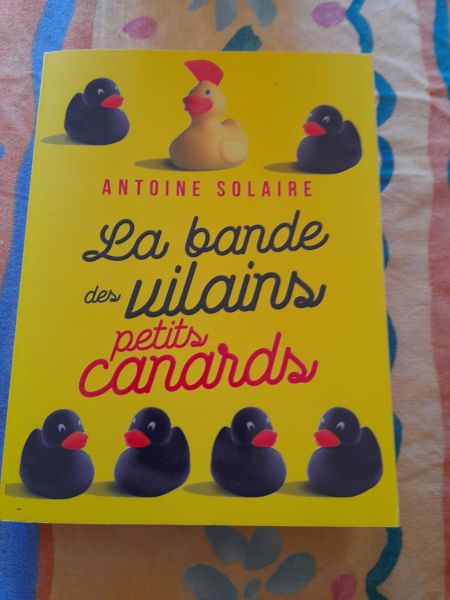 ANTOINE SOLAIRE
La bande
des vilains
petits
canards